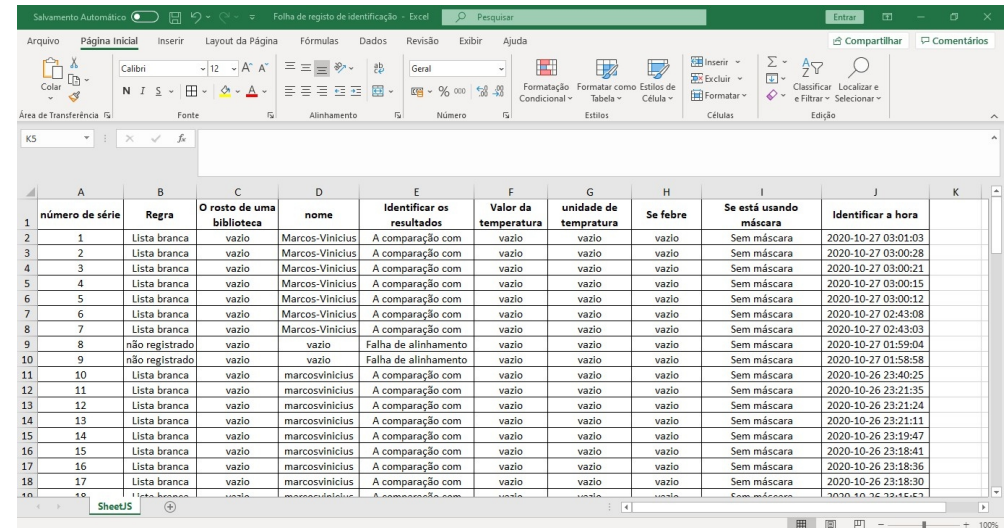 Salvamento Automático Folha de registo de identificação - Excel Pesquisar Entrar
Arquivo Página Inicial Inserir Layout da Página Fórmulas Dados Revisão Exibir Ajuda Compartilhar Comentários
Colar Calibri 12 A A Geral Formatação Condicional Formatar como Tabela Estilos de Célula Inserir Excluir Formatar Classificar e Filtrar Localizar e Selecionar
N I S A % 000
Área de Transferência Fonte Alinhamento Número Estilos Células Edição
K5 fx
A B C D E F G H I J K
1 número de série Regra O rosto de uma biblioteca nome Identificar os resultados Valor da temperatura unidade de tempratura Se febre Se está usando máscara Identificar a hora
2 1 Lista branca vazio Marcos-Vinicius A comparação com vazio vazio vazio Sem máscara 2020-10-27 03:01:03
3 2 Lista branca vazio Marcos-Vinicius A comparação com vazio vazio vazio Sem máscara 2020-10-27 03:00:28
4 3 Lista branca vazio Marcos-Vinicius A comparação com vazio vazio vazio Sem máscara 2020-10-27 03:00:21
5 4 Lista branca vazio Marcos-Vinicius A comparação com vazio vazio vazio Sem máscara 2020-10-27 03:00:15
6 5 Lista branca vazio Marcos-Vinicius A comparação com vazio vazio vazio Sem máscara 2020-10-27 03:00:12
7 6 Lista branca vazio Marcos-Vinicius A comparação com vazio vazio vazio Sem máscara 2020-10-27 02:43:08
8 7 Lista branca vazio Marcos-Vinicius A comparação com vazio vazio vazio Sem máscara 2020-10-27 02:43:03
9 8 não registrado vazio vazio Falha de alinhamento vazio vazio vazio Sem máscara 2020-10-27 01:59:04
10 9 não registrado vazio vazio Falha de alinhamento vazio vazio vazio Sem máscara 2020-10-27 01:58:58
11 10 Lista branca vazio marcosvinicius A comparação com vazio vazio vazio Sem máscara 2020-10-26 23:40:25
12 11 Lista branca vazio marcosvinicius A comparação com vazio vazio vazio Sem máscara 2020-10-26 23:21:35
13 12 Lista branca vazio marcosvinicius A comparação com vazio vazio vazio Sem máscara 2020-10-26 23:21:24
14 13 Lista branca vazio marcosvinicius A comparação com vazio vazio vazio Sem máscara 2020-10-26 23:21:11
15 14 Lista branca vazio marcosvinicius A comparação com vazio vazio vazio Sem máscara 2020-10-26 23:19:47
16 15 Lista branca vazio marcosvinicius A comparação com vazio vazio vazio Sem máscara 2020-10-26 23:18:41
17 16 Lista branca vazio marcosvinicius A comparação com vazio vazio vazio Sem máscara 2020-10-26 23:18:36
18 17 Lista branca vazio marcosvinicius A comparação com vazio vazio vazio Sem máscara 2020-10-26 23:18:30
SheetJS
100%